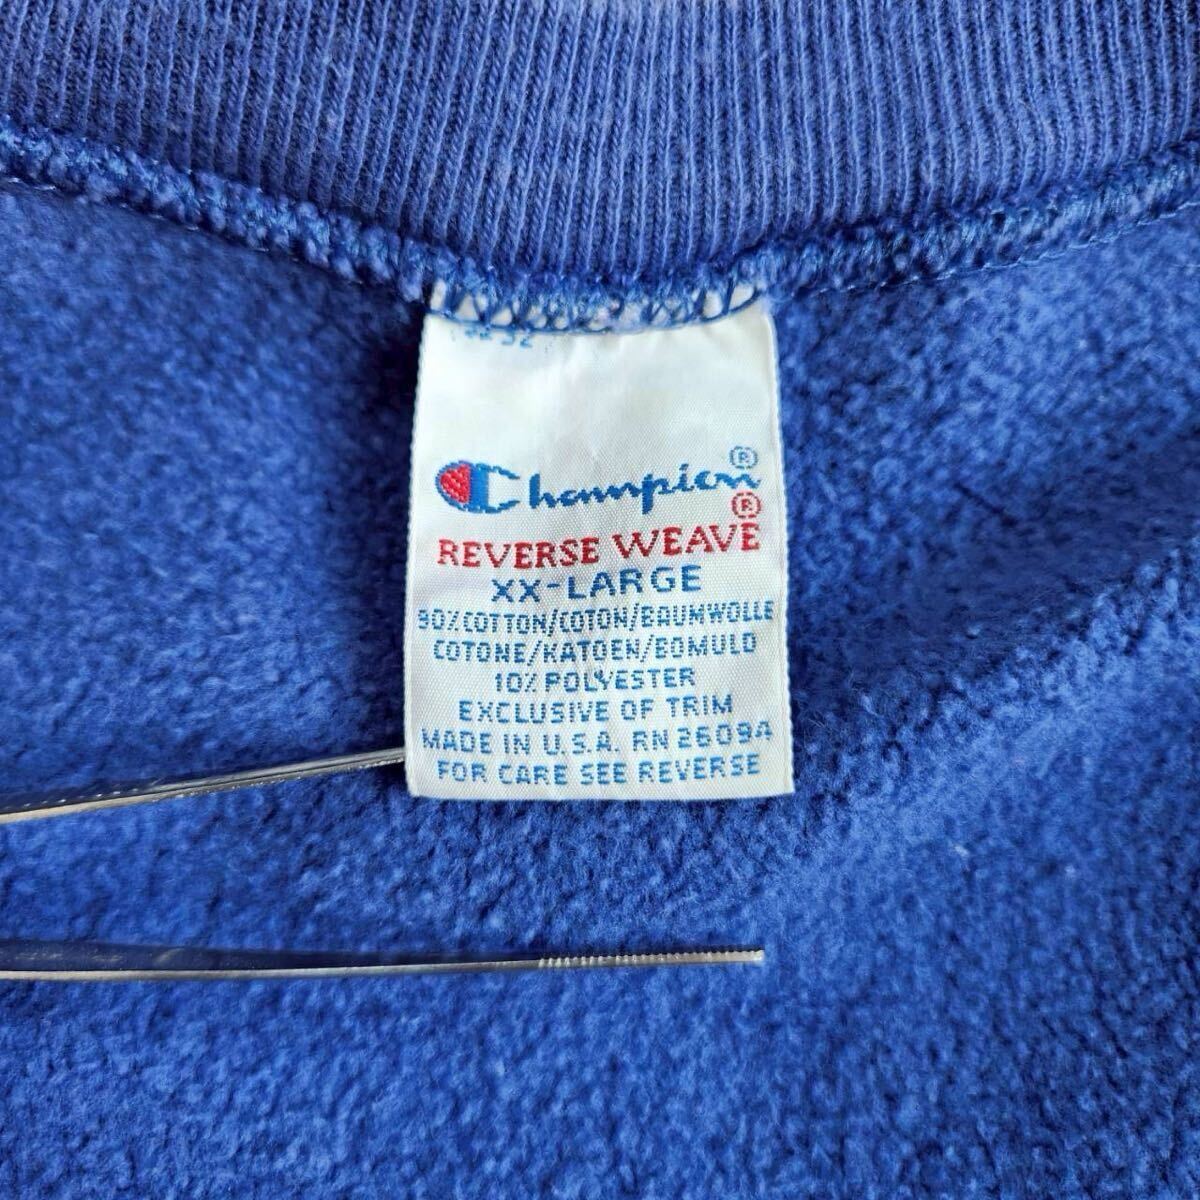 Champion®
REVERSE WEAVE®
XX-LARGE
90% COTTON/COTON/BAUMWOLLE
COTONE/KATOEN/BOMULD
10% POLYESTER
EXCLUSIVE OF TRIM
MADE IN U.S.A. RN 26094
FOR CARE SEE REVERSE